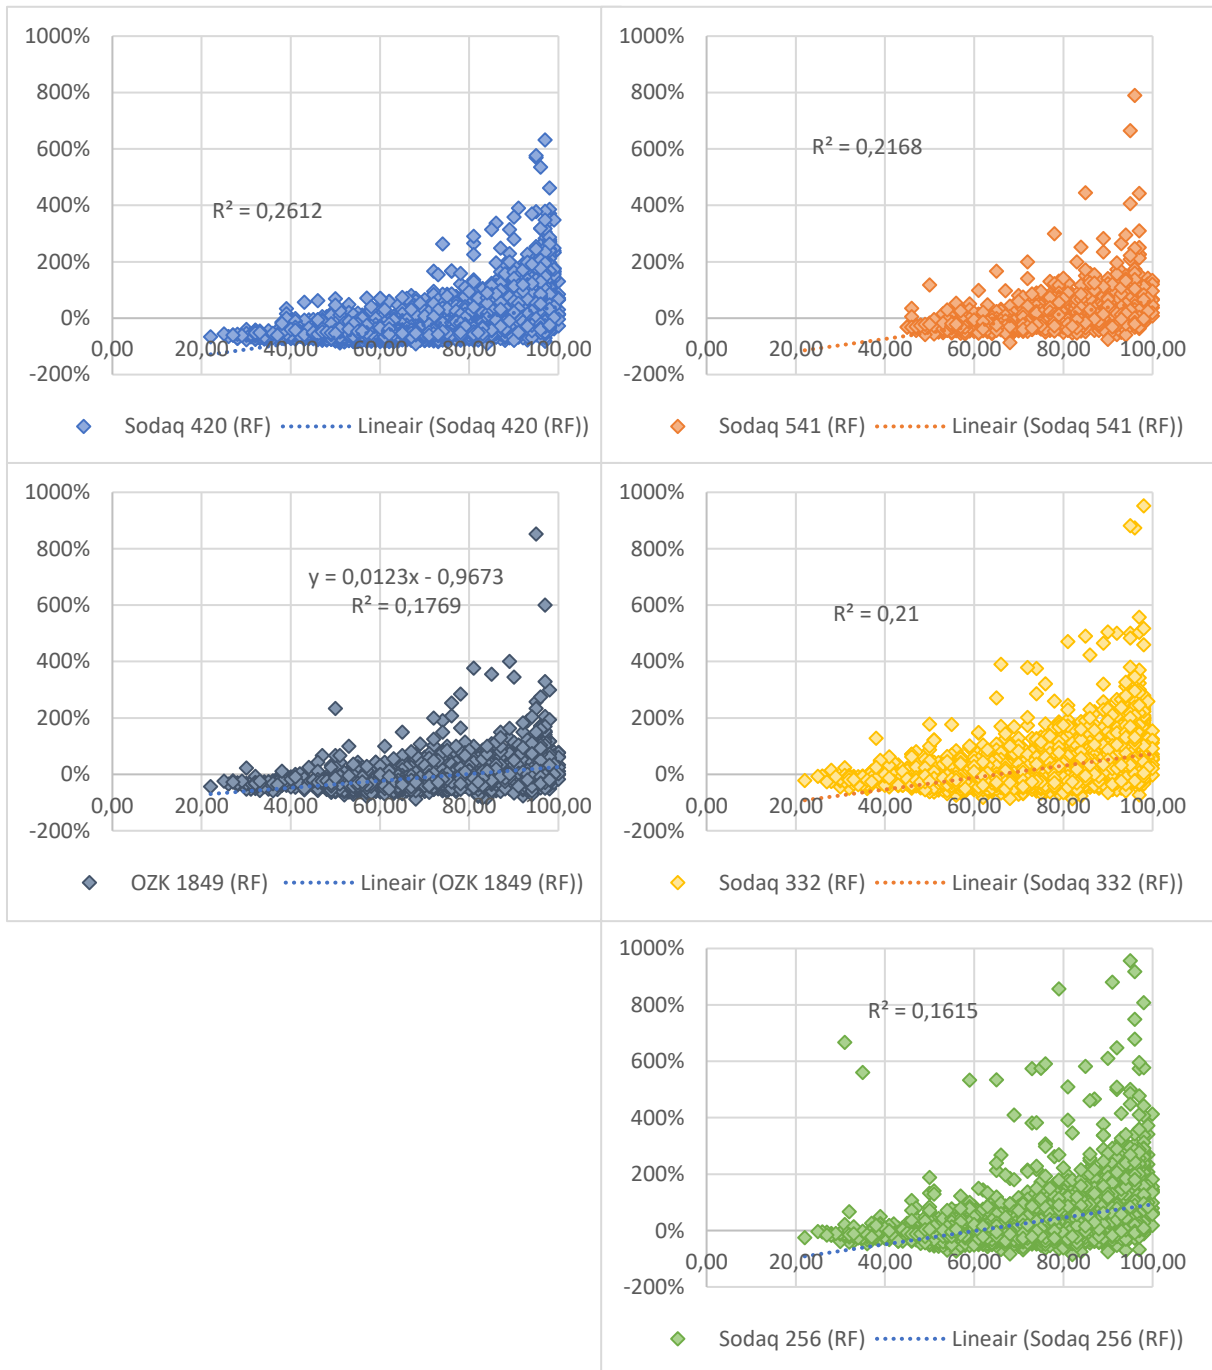 1000%
800%
600%
400%
200%
0%
-200%
0,00 20,00 40,00 60,00 80,00 100,00
R² = 0,2612
Sodaq 420 (RF) Lineair (Sodaq 420 (RF))
1000%
800%
600%
400%
200%
0%
-200%
0,00 20,00 40,00 60,00 80,00 100,00
R² = 0,2168
Sodaq 541 (RF) Lineair (Sodaq 541 (RF))
1000%
800%
600%
400%
200%
0%
-200%
0,00 20,00 40,00 60,00 80,00 100,00
y = 0,0123x - 0,9673
R² = 0,1769
OZK 1849 (RF) Lineair (OZK 1849 (RF))
1000%
800%
600%
400%
200%
0%
-200%
0,00 20,00 40,00 60,00 80,00 100,00
R² = 0,21
Sodaq 332 (RF) Lineair (Sodaq 332 (RF))
1000%
800%
600%
400%
200%
0%
-200%
0,00 20,00 40,00 60,00 80,00 100,00
R² = 0,1615
Sodaq 256 (RF) Lineair (Sodaq 256 (RF))